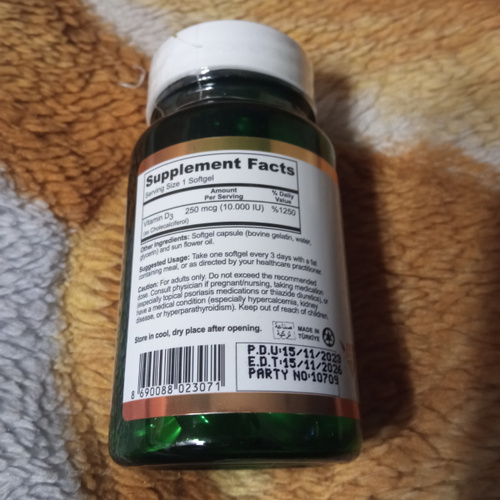 Supplement Facts
Serving Size 1 Softgel
Amount Per Serving % Daily Value
Vitamin D3 250 mcg (10.000 IU) %1250
(as Cholecalciferol)
Other Ingredients: Softgel capsule (bovine gelatin, water,
glycerin) and sun flower oil.
Suggested Usage: Take one softgel every 3 days with a fat
containing meal, or as directed by your healthcare practitioner.
Caution: For adults only. Do not exceed the recommended
dose. Consult physician if pregnant/nursing, taking medication
(especially topical psoriasis medications or thiazide diuretics), or
have a medical condition (especially hypercalcemia, kidney
disease, or hyperparathyroidism). Keep out of reach of children.
Store in cool, dry place after opening.
صناعة
تركية
MADE IN
TÜRKİYE
P.D.U:15/11/2023
E.D.T:15/11/2026
PARTY NO:10709
8 690088 023071